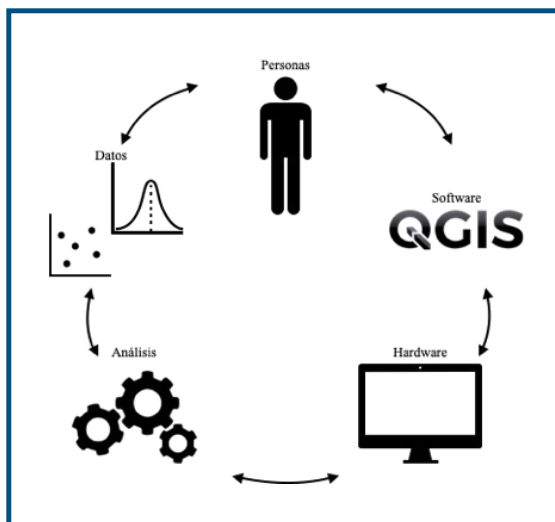 Personas
Datos
Software
QGIS
Análisis
Hardware